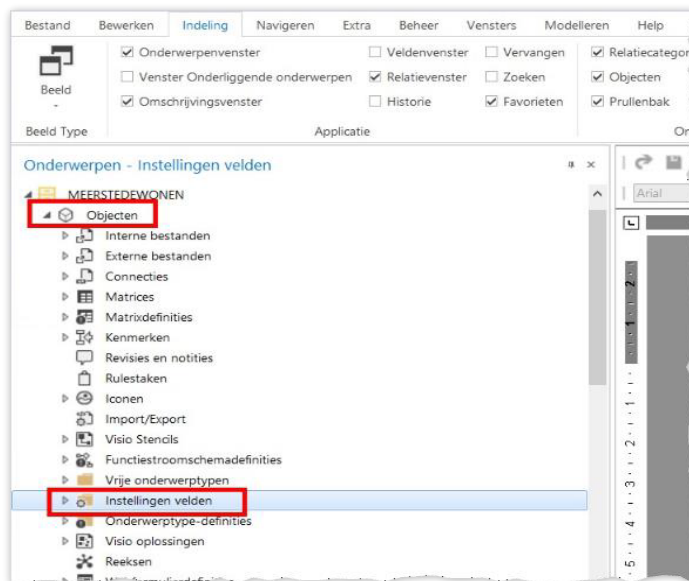 Bestand Bewerken Indeling Navigeren Extra Beheer Vensters Modelleren Help
Onderwerpenvenster Veldenvenster Vervangen Relatiecategor
Beeld Venster Onderliggende onderwerpen Relatievenster Zoeken Objecten
Omschrijvingsvenster Historie Favorieten Prullenbak
Beeld Type Applicatie On
Onderwerpen - Instellingen velden
MEERSTEDEWONEN
Arial
Objecten
Interne bestanden
Externe bestanden
Connecties
Matrices
Matrixdefinities
Kenmerken
Revisies en notities
Rulestaken
Iconen
Import/Export
Visio Stencils
Functiestroomschemadefinities
Vrije onderwerptypen
Instellingen velden
Onderwerptype-definities
Visio oplossingen
Reeksen